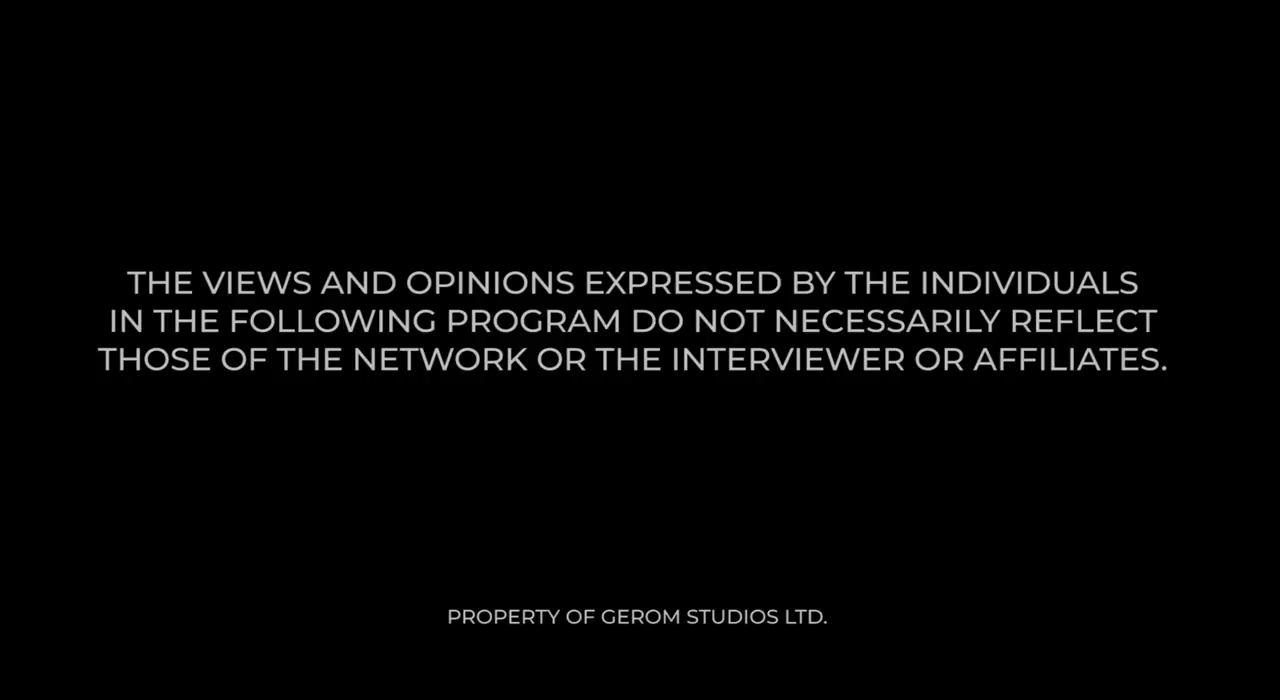 THE VIEWS AND OPINIONS EXPRESSED BY THE INDIVIDUALS
IN THE FOLLOWING PROGRAM DO NOT NECESSARILY REFLECT
THOSE OF THE NETWORK OR THE INTERVIEWER OR AFFILIATES.
PROPERTY OF GEROM STUDIOS LTD.